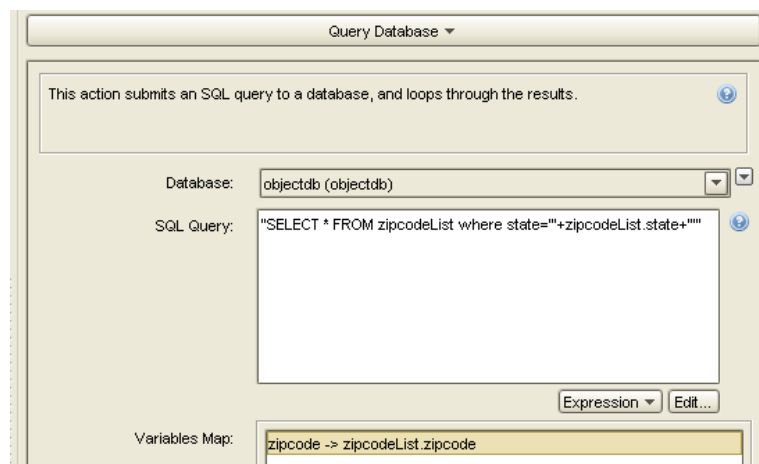 Query Database
This action submits an SQL query to a database, and loops through the results.
Database: objectdb (objectdb)
SQL Query: "SELECT * FROM zipcodeList where state='"+zipcodeList.state+"'"
Expression Edit...
Variables Map: zipcode -> zipcodeList.zipcode